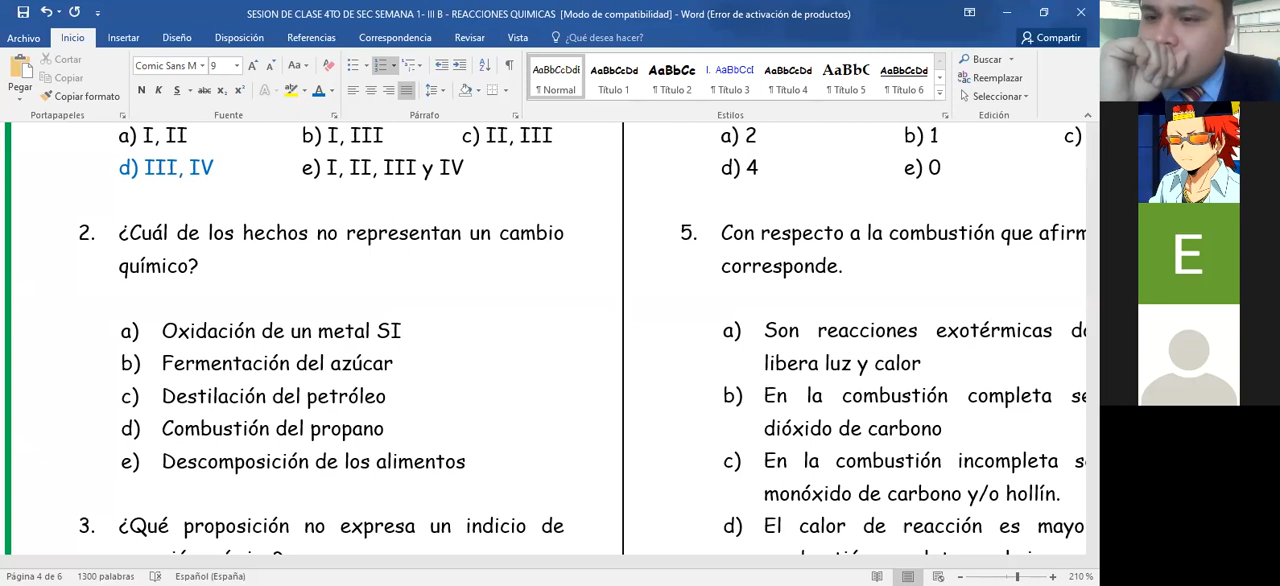 SESION DE CLASE 4TO DE SEC SEMANA 1- III B - REACCIONES QUIMICAS [Modo de compatibilidad] - Word (Error de activación de productos)
Archivo Inicio Insertar Diseño Disposición Referencias Correspondencia Revisar Vista ¿Qué desea hacer? Compartir
Pegar
Cortar
Copiar
Copiar formato
Portapapeles
Comic Sans M 9
N K S abc x₂ x²
Fuente
Párrafo
AaBbCcDdE AaBbCcDd AaBbCc I. AaBbCcI AaBbCcDd AaBbC AaBbCcDd
¶ Normal Título 1 ¶ Título 2 ¶ Título 3 ¶ Título 4 ¶ Título 5 ¶ Título 6
Estilos
Buscar
Reemplazar
Seleccionar
Edición
a) I, II b) I, III c) II, III
d) III, IV e) I, II, III y IV
2. ¿Cuál de los hechos no representan un cambio
químico?
a) Oxidación de un metal SI
b) Fermentación del azúcar
c) Destilación del petróleo
d) Combustión del propano
e) Descomposición de los alimentos
3. ¿Qué proposición no expresa un indicio de
a) 2 b) 1 c)
d) 4 e) 0
5. Con respecto a la combustión que afirm
corresponde.
a) Son reacciones exotérmicas do
libera luz y calor
b) En la combustión completa se
dióxido de carbono
c) En la combustión incompleta s
monóxido de carbono y/o hollín.
d) El calor de reacción es mayo
E
Página 4 de 6 1300 palabras Español (España) 210 %